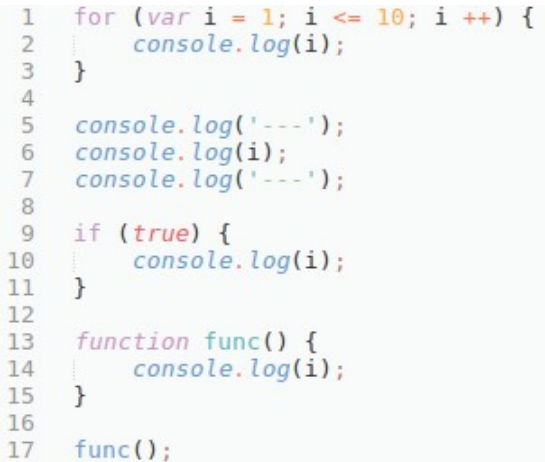 1 for (var i = 1; i <= 10; i ++) {
2 console.log(i);
3 }
4
5 console.log('---');
6 console.log(i);
7 console.log('---');
8
9 if (true) {
10 console.log(i);
11 }
12
13 function func() {
14 console.log(i);
15 }
16
17 func();